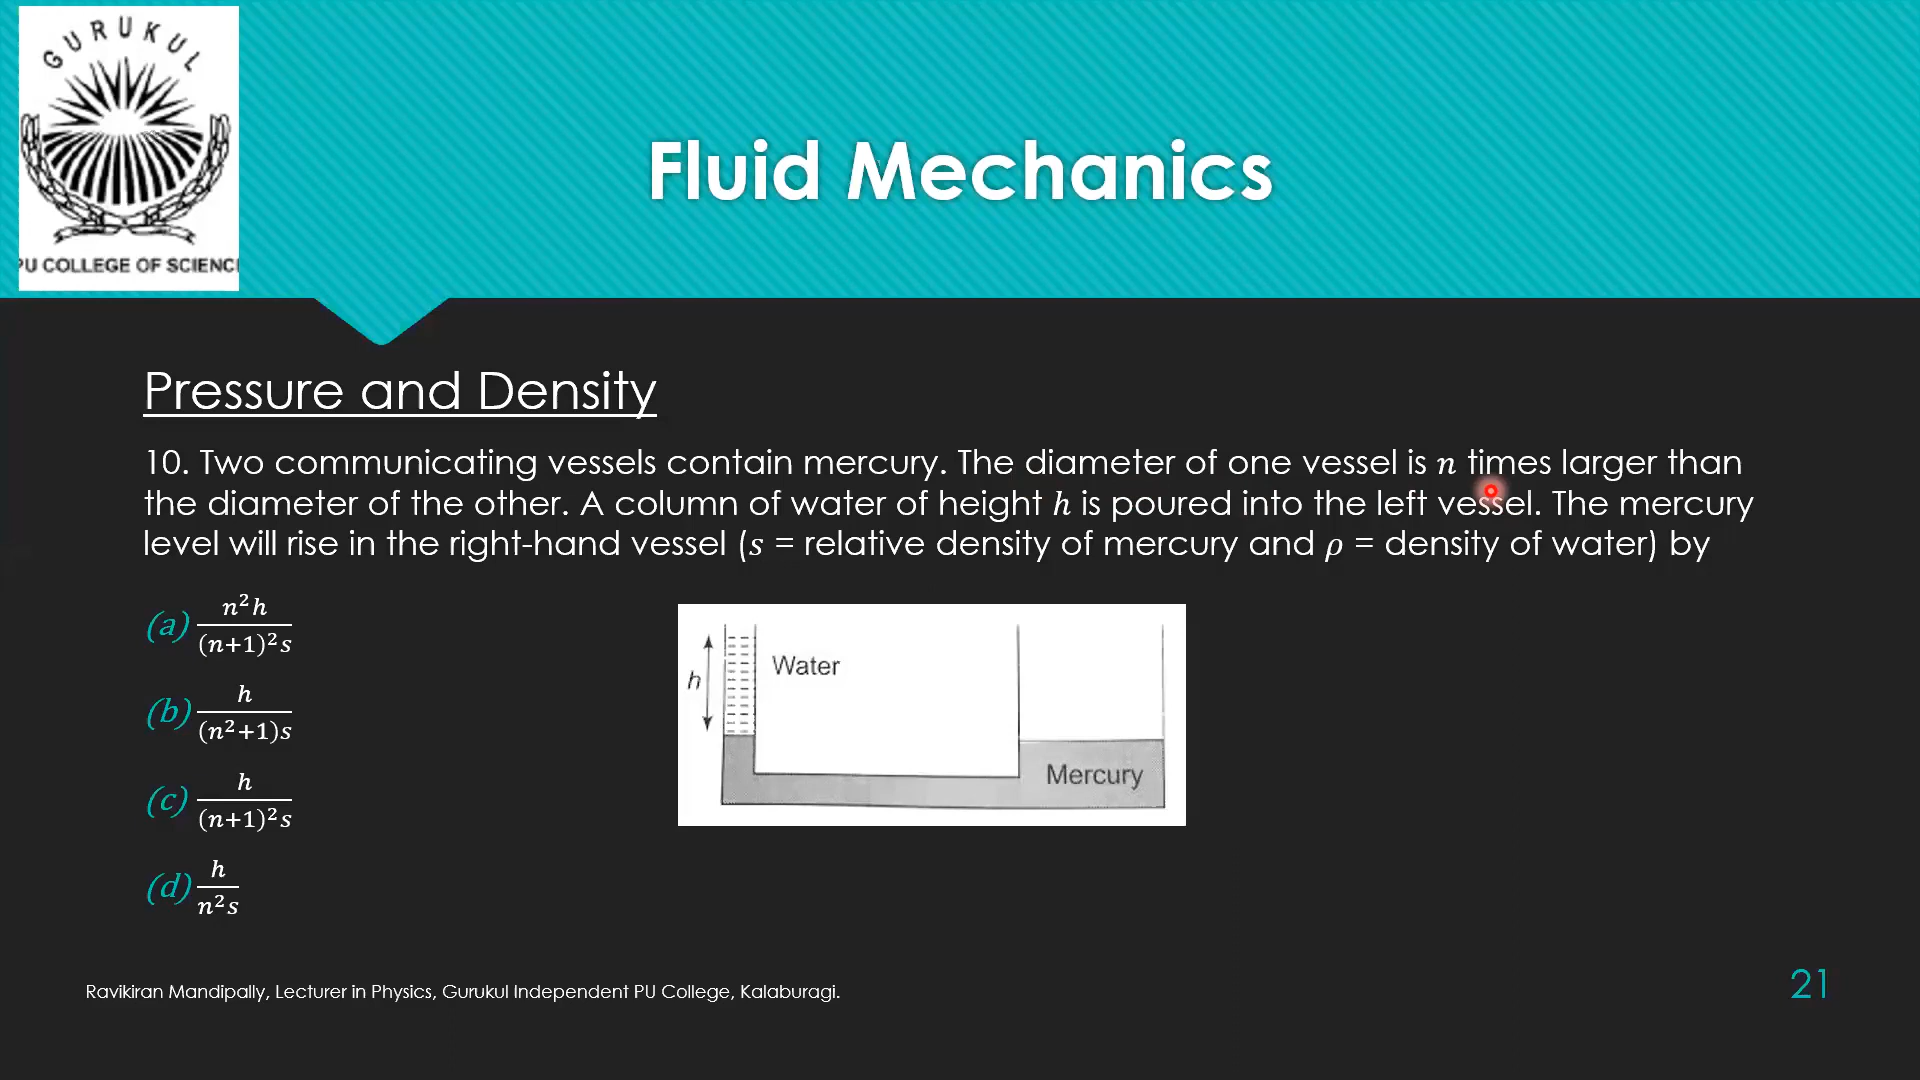 GURUKUL
PU COLLEGE OF SCIENC
Fluid Mechanics
Pressure and Density
10. Two communicating vessels contain mercury. The diameter of one vessel is n times larger than
the diameter of the other. A column of water of height h is poured into the left vessel. The mercury
level will rise in the right-hand vessel (s = relative density of mercury and ρ = density of water) by
(a) n²h/((n+1)²s)
(b) h/((n²+1)s)
(c) h/((n+1)²s)
(d) h/(n²s)
h
Water
Mercury
Ravikiran Mandipally, Lecturer in Physics, Gurukul Independent PU College, Kalaburagi.
21